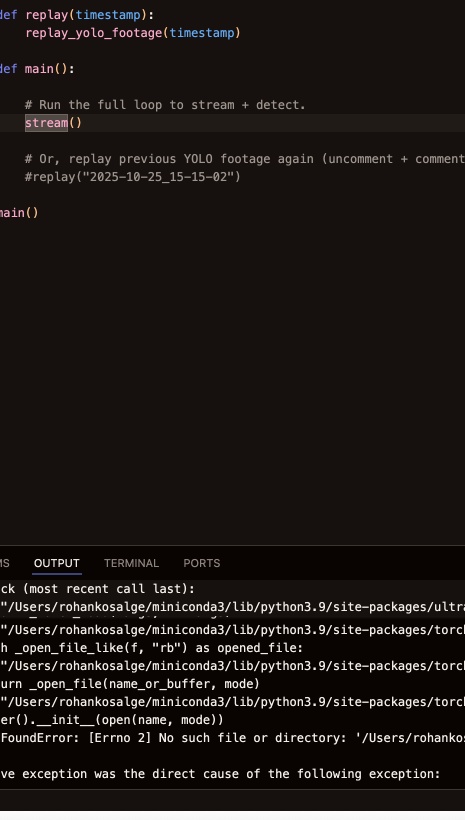 def replay(timestamp):
    replay_yolo_footage(timestamp)
def main():
    # Run the full loop to stream + detect.
    stream()
    # Or, replay previous YOLO footage again (uncomment + comment
    #replay("2025-10-25_15-15-02")
main()
MS OUTPUT TERMINAL PORTS
ck (most recent call last):
"/Users/rohankosalge/miniconda3/lib/python3.9/site-packages/ultra
"/Users/rohankosalge/miniconda3/lib/python3.9/site-packages/torch
h _open_file_like(f, "rb") as opened_file:
"/Users/rohankosalge/miniconda3/lib/python3.9/site-packages/torch
urn _open_file(name_or_buffer, mode)
"/Users/rohankosalge/miniconda3/lib/python3.9/site-packages/torch
er().__init__(open(name, mode))
FoundError: [Errno 2] No such file or directory: '/Users/rohankos
ve exception was the direct cause of the following exception: